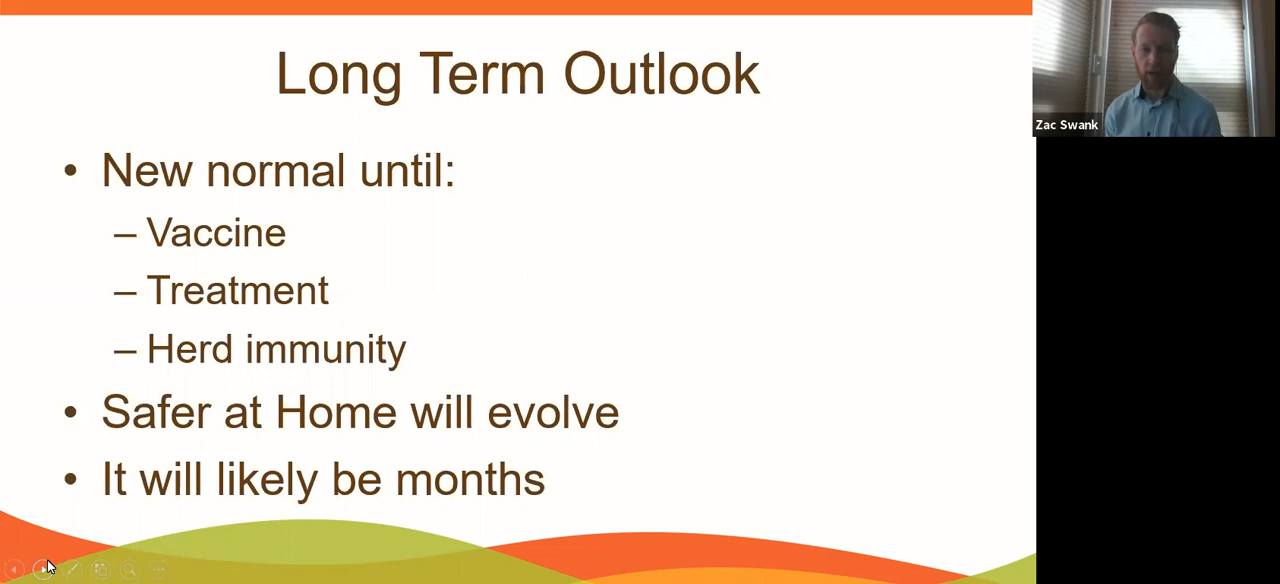 Long Term Outlook
• New normal until:
– Vaccine
– Treatment
– Herd immunity
• Safer at Home will evolve
• It will likely be months
Zac Swank